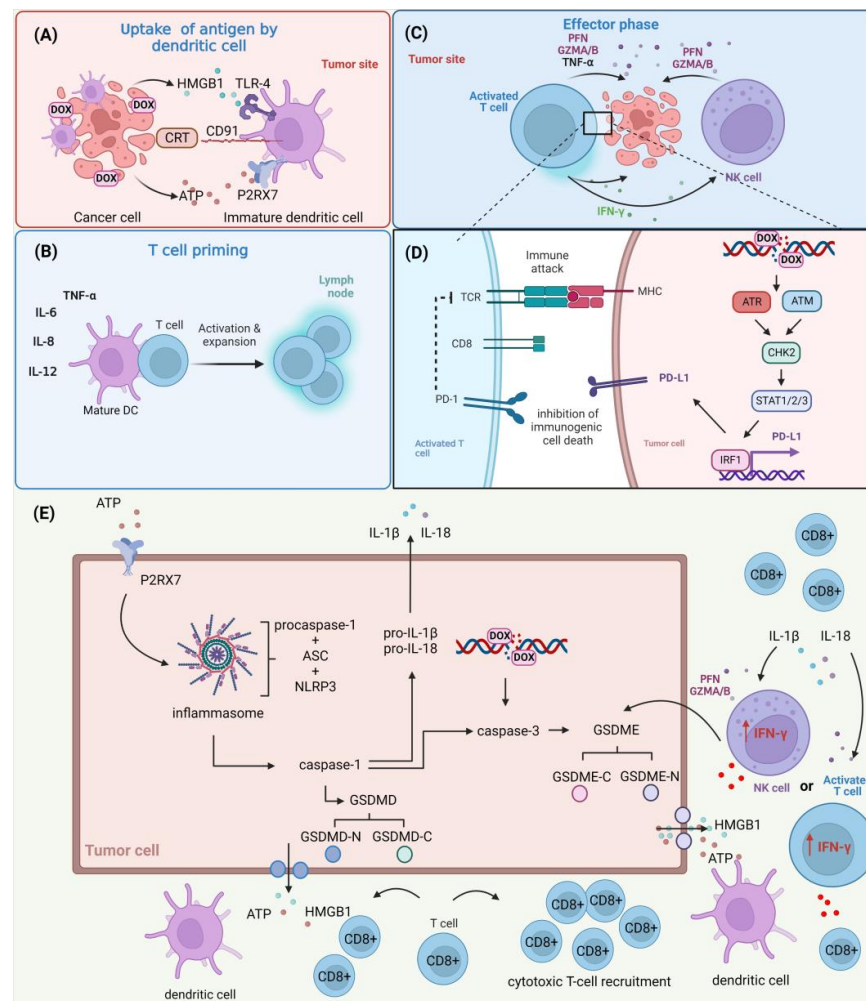 (A)
Uptake of antigen by
dendritic cell
Tumor site
HMGB1
TLR-4
DOX
DOX
CRT
CD91
DOX
ATP
P2RX7
Cancer cell
Immature dendritic cell
(B)
T cell priming
TNF-α
IL-6
IL-8
IL-12
T cell
Activation &
expansion
Lymph
node
Mature DC
(C)
Effector phase
Tumor site
PFN
GZMA/B
TNF-α
PFN
GZMA/B
Activated
T cell
NK cell
IFN-γ
(D)
Immune
attack
TCR
MHC
CD8
PD-1
PD-L1
inhibition of
immunogenic
cell death
Activated T
cell
Tumor cell
DOX
DOX
ATR
ATM
CHK2
STAT1/2/3
PD-L1
IRF1
(E)
ATP
P2RX7
IL-1β
IL-18
procaspase-1
+
ASC
+
NLRP3
inflammasome
pro-IL-1β
pro-IL-18
DOX
DOX
caspase-1
caspase-3
GSDME
GSDME-C
GSDME-N
GSDMD
GSDMD-N
GSDMD-C
Tumor cell
CD8+
CD8+
CD8+
IL-1β
IL-18
PFN
GZMA/B
IFN-γ
NK cell
or
Activated
T cell
IFN-γ
HMGB1
ATP
ATP
HMGB1
dendritic cell
CD8+
CD8+
T cell
CD8+
CD8+
CD8+
CD8+
CD8+
CD8+
cytotoxic T-cell recruitment
dendritic cell
CD8+